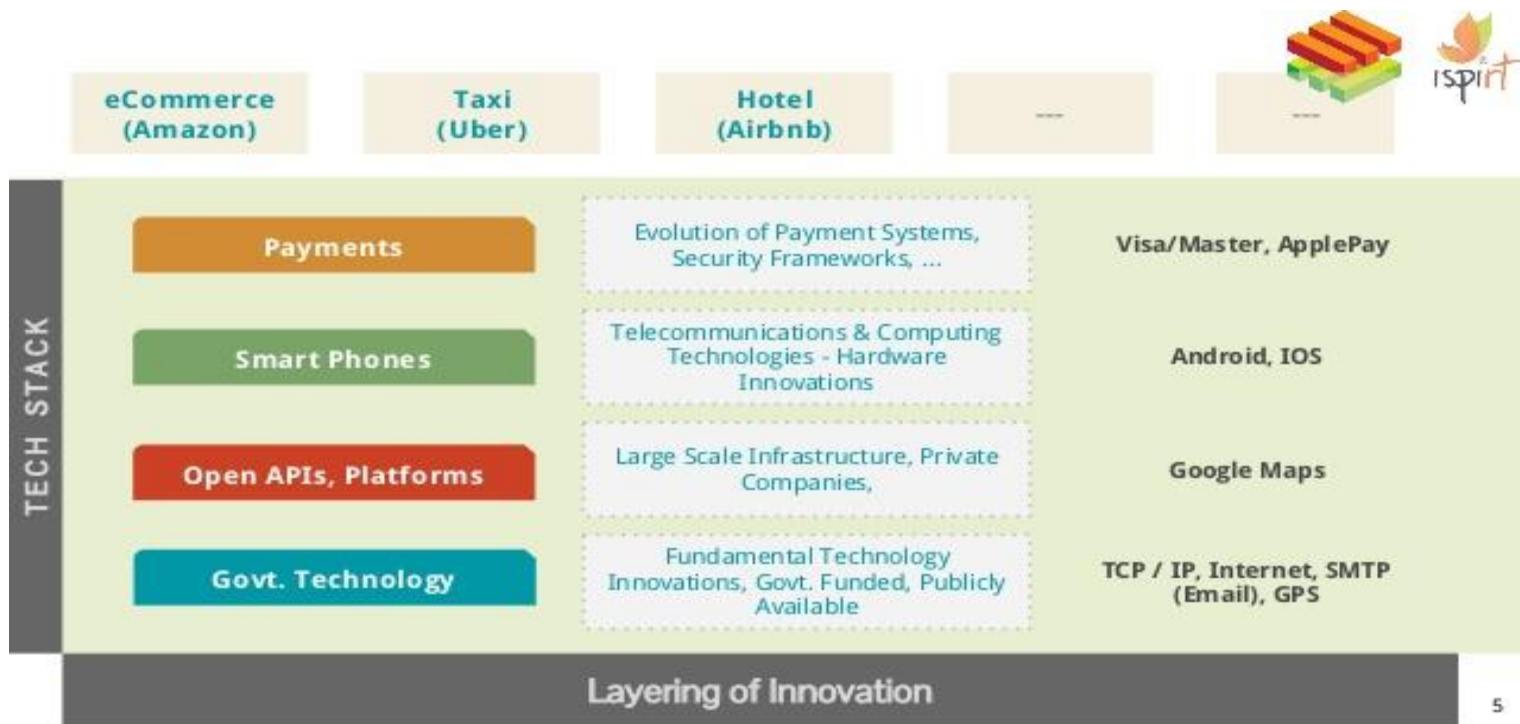 ıspırt
eCommerce
(Amazon)
Taxi
(Uber)
Hotel
(Airbnb)
---
---
TECH STACK
Payments
Evolution of Payment Systems,
Security Frameworks, ...
Visa/Master, ApplePay
Smart Phones
Telecommunications & Computing
Technologies - Hardware
Innovations
Android, IOS
Open APIs, Platforms
Large Scale Infrastructure, Private
Companies,
Google Maps
Govt. Technology
Fundamental Technology
Innovations, Govt. Funded, Publicly
Available
TCP / IP, Internet, SMTP
(Email), GPS
Layering of Innovation
5